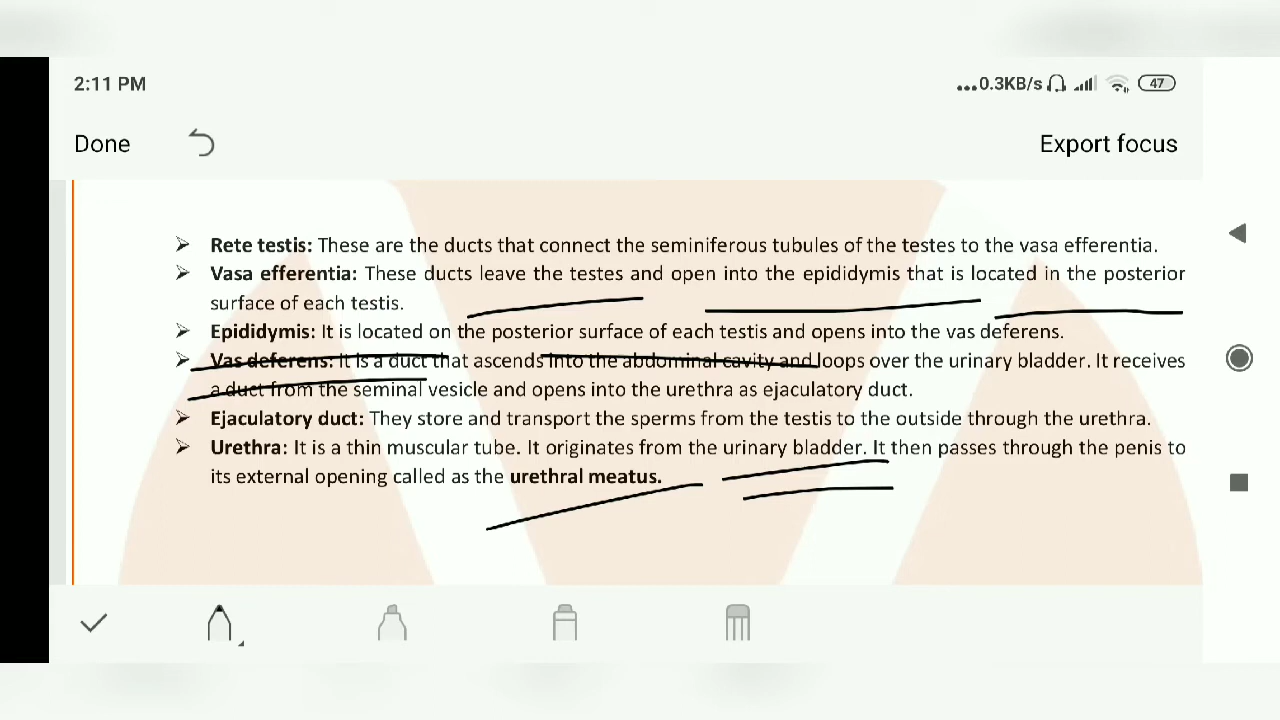 2:11 PM
...0.3KB/s 47
Done
Export focus
➢ Rete testis: These are the ducts that connect the seminiferous tubules of the testes to the vasa efferentia.
➢ Vasa efferentia: These ducts leave the testes and open into the epididymis that is located in the posterior
surface of each testis.
➢ Epididymis: It is located on the posterior surface of each testis and opens into the vas deferens.
➢ Vas deferens: It is a duct that ascends into the abdominal cavity and loops over the urinary bladder. It receives
a duct from the seminal vesicle and opens into the urethra as ejaculatory duct.
➢ Ejaculatory duct: They store and transport the sperms from the testis to the outside through the urethra.
➢ Urethra: It is a thin muscular tube. It originates from the urinary bladder. It then passes through the penis to
its external opening called as the urethral meatus.